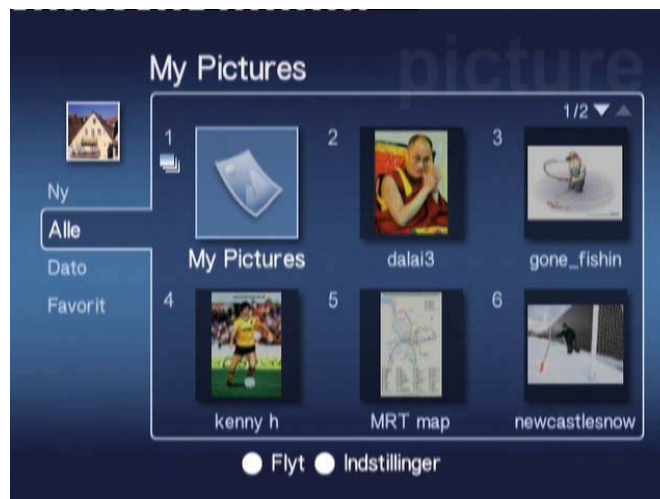 picture
My Pictures
1/2
1
2
3
Ny
Alle
Dato
Favorit
My Pictures
dalai3
gone_fishin
4
5
6
kenny h
MRT map
newcastlesnow
Flyt
Indstillinger